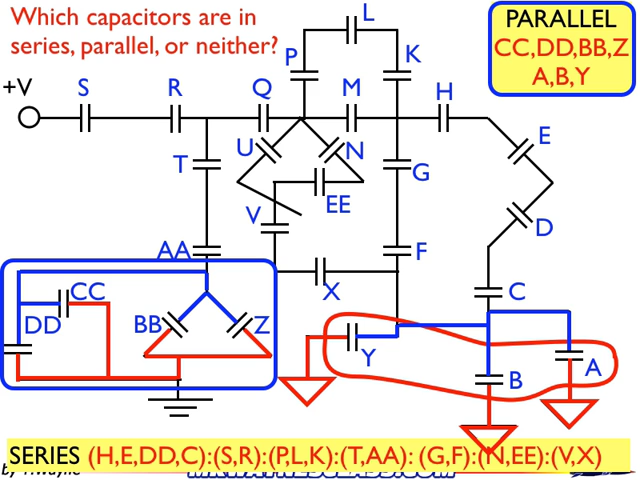 Which capacitors are in
series, parallel, or neither?
PARALLEL
CC,DD,BB,Z
A,B,Y
L
P
K
+V
S
R
Q
M
H
U
N
E
T
G
EE
V
D
AA
F
CC
X
C
DD
BB
Z
Y
A
B
SERIES (H,E,DD,C):(S,R):(P,L,K):(T,AA): (G,F):(N,EE):(V,X)